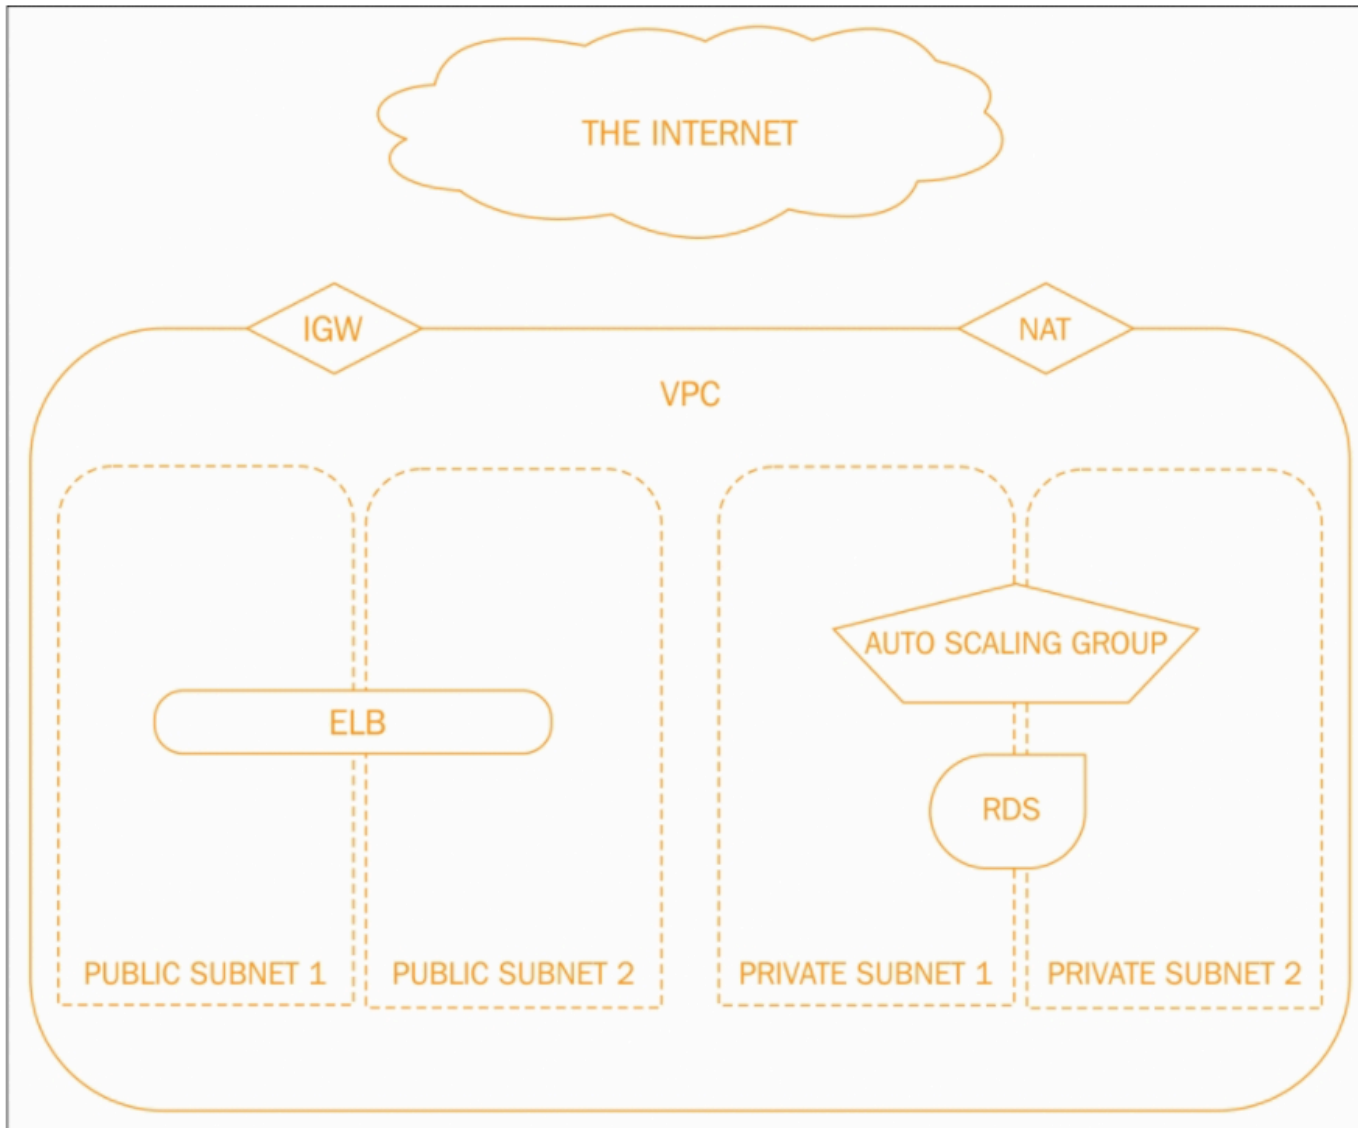 THE INTERNET
IGW
NAT
VPC
AUTO SCALING GROUP
ELB
RDS
PUBLIC SUBNET 1
PUBLIC SUBNET 2
PRIVATE SUBNET 1
PRIVATE SUBNET 2